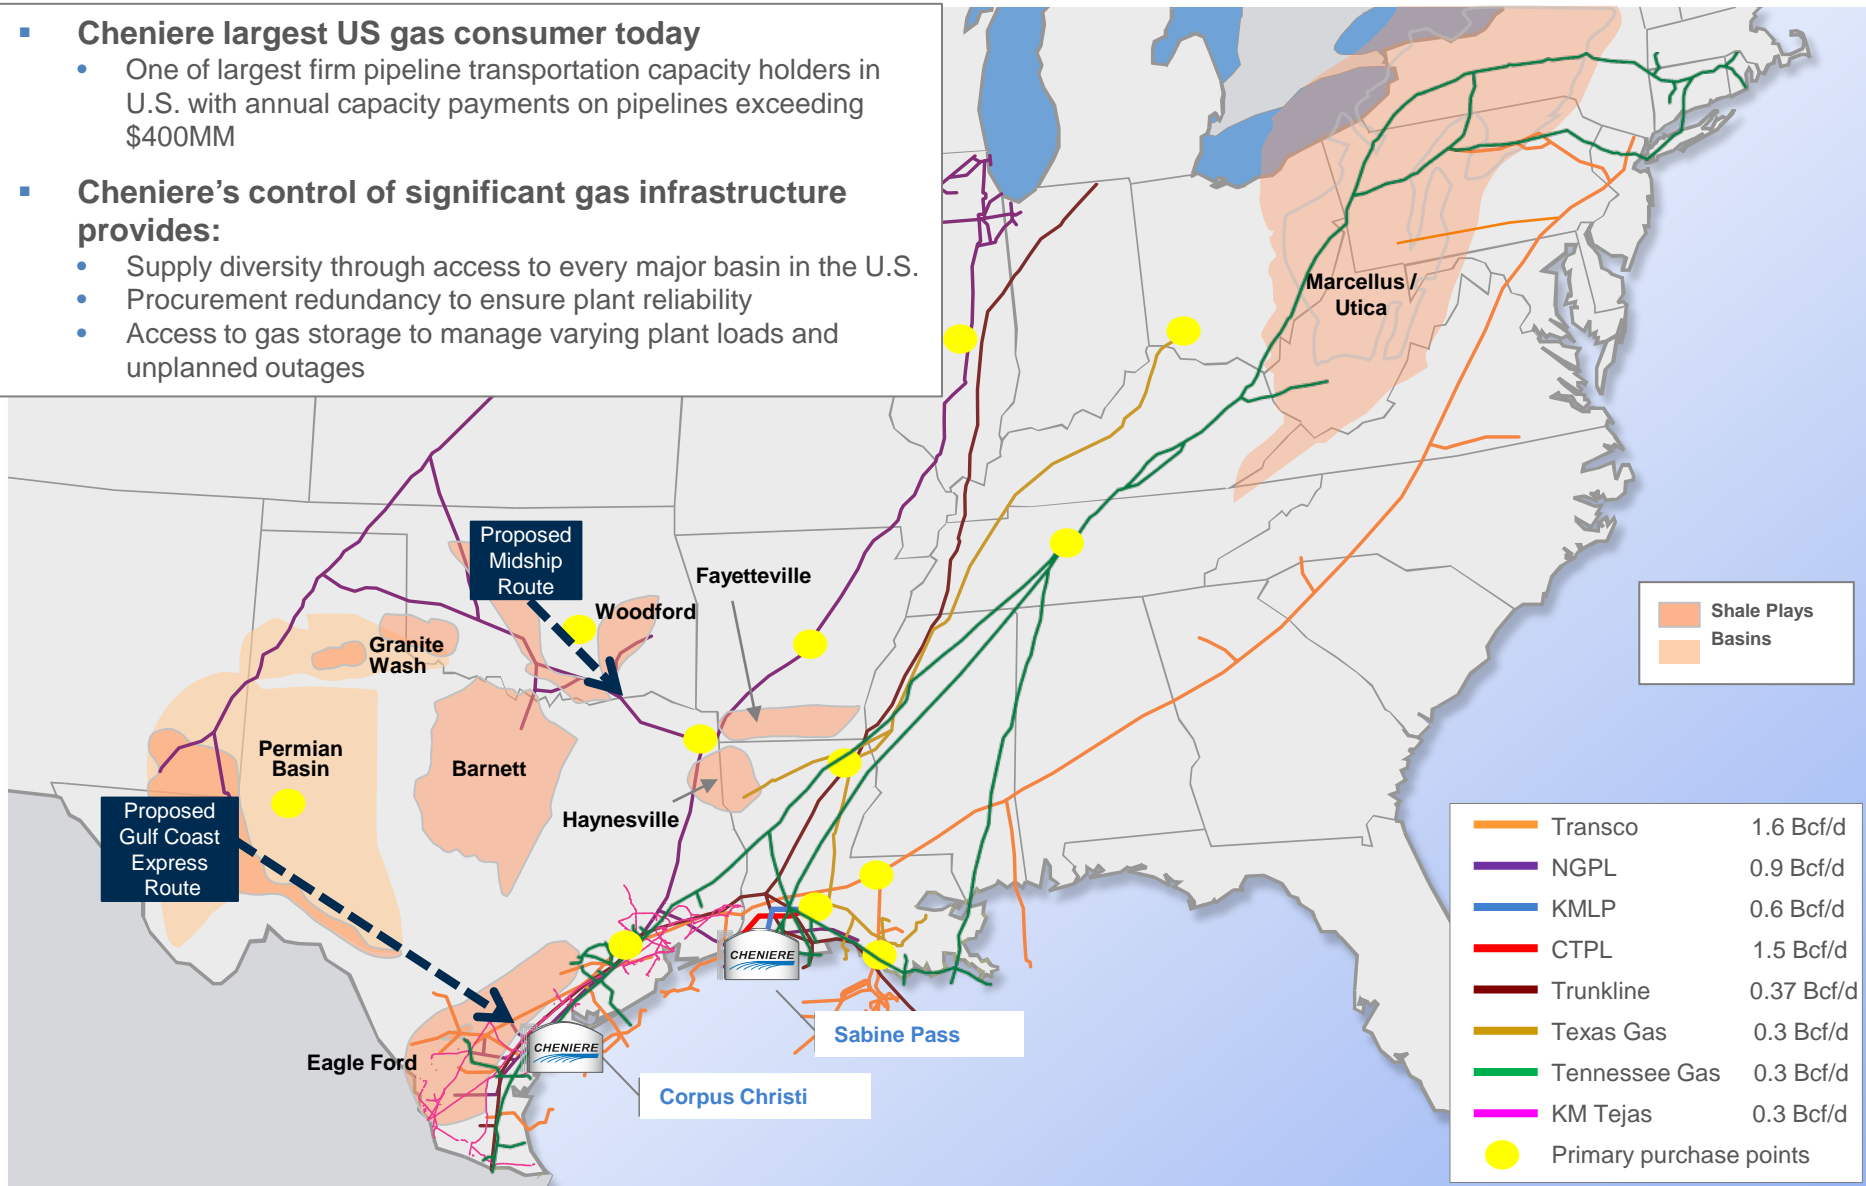 ▪ Cheniere largest US gas consumer today
• One of largest firm pipeline transportation capacity holders in
U.S. with annual capacity payments on pipelines exceeding
$400MM
▪ Cheniere’s control of significant gas infrastructure
provides:
• Supply diversity through access to every major basin in the U.S.
• Procurement redundancy to ensure plant reliability
• Access to gas storage to manage varying plant loads and
unplanned outages
Marcellus /
Utica
Proposed
Midship
Route
Fayetteville
Woodford
Granite
Wash
Shale Plays
Basins
Permian
Basin
Barnett
Haynesville
Proposed
Gulf Coast
Express
Route
CHENIERE
Sabine Pass
CHENIERE
Eagle Ford
Corpus Christi
Transco 1.6 Bcf/d
NGPL 0.9 Bcf/d
KMLP 0.6 Bcf/d
CTPL 1.5 Bcf/d
Trunkline 0.37 Bcf/d
Texas Gas 0.3 Bcf/d
Tennessee Gas 0.3 Bcf/d
KM Tejas 0.3 Bcf/d
Primary purchase points